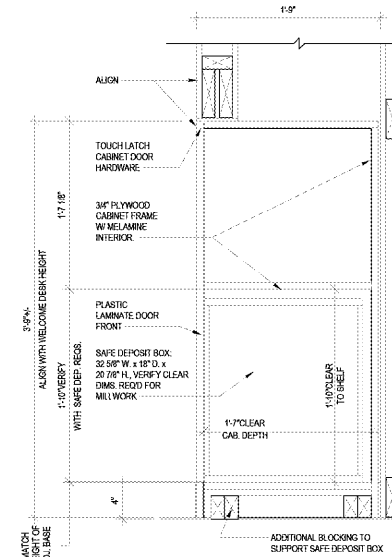 1'-9"
ALIGN
TOUCH LATCH
CABINET DOOR
HARDWARE
3/4" PLYWOOD
CABINET FRAME
W/ MELAMINE
INTERIOR.
PLASTIC
LAMINATE DOOR
FRONT
SAFE DEPOSIT BOX:
32 5/8" W. x 18" D. x
20 7/8" H., VERIFY CLEAR
DIMS. REQ'D FOR
MILLWORK
1'-7" CLEAR
CAB. DEPTH
1'-10" CLEAR
TO SHELF
1'-7 1/8"
1'-10" VERIFY
WITH SAFE DEP. REQS.
3'-9" +/-
ALIGN WITH WELCOME DESK HEIGHT
4"
MATCH
BASE
ADDITIONAL BLOCKING TO
SUPPORT SAFE DEPOSIT BOX